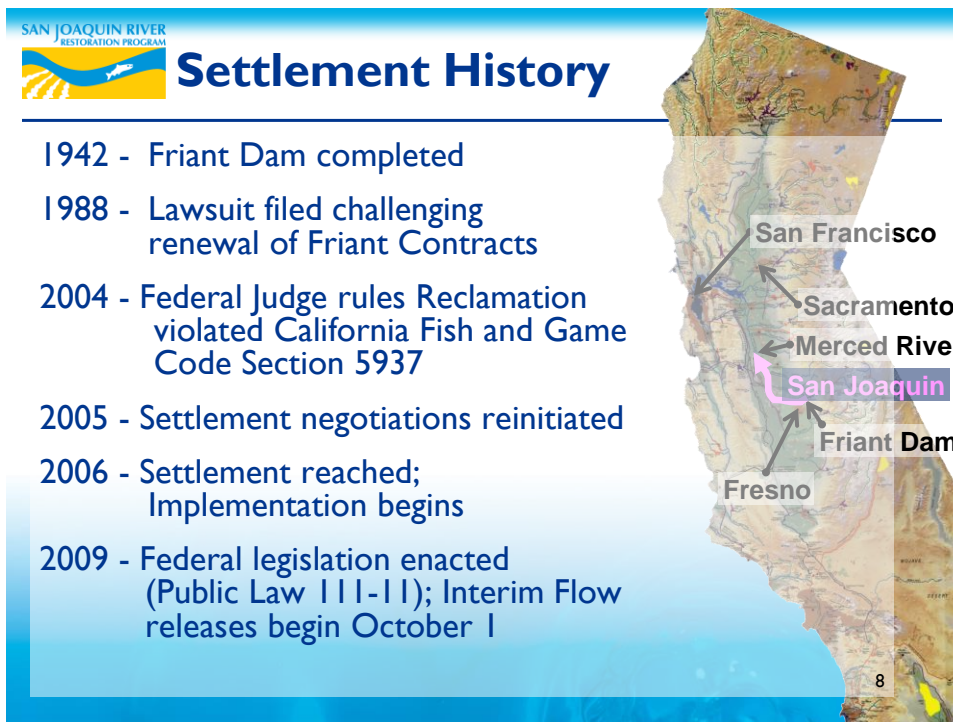 SAN JOAQUIN RIVER
RESTORATION PROGRAM
Settlement History
1942 - Friant Dam completed
1988 - Lawsuit filed challenging
renewal of Friant Contracts
2004 - Federal Judge rules Reclamation
violated California Fish and Game
Code Section 5937
2005 - Settlement negotiations reinitiated
2006 - Settlement reached;
Implementation begins
2009 - Federal legislation enacted
(Public Law 111-11); Interim Flow
releases begin October 1
San Francisco
Sacramento
Merced Rive
San Joaquin
Friant Dam
Fresno
MOJAVE
DESERT
8